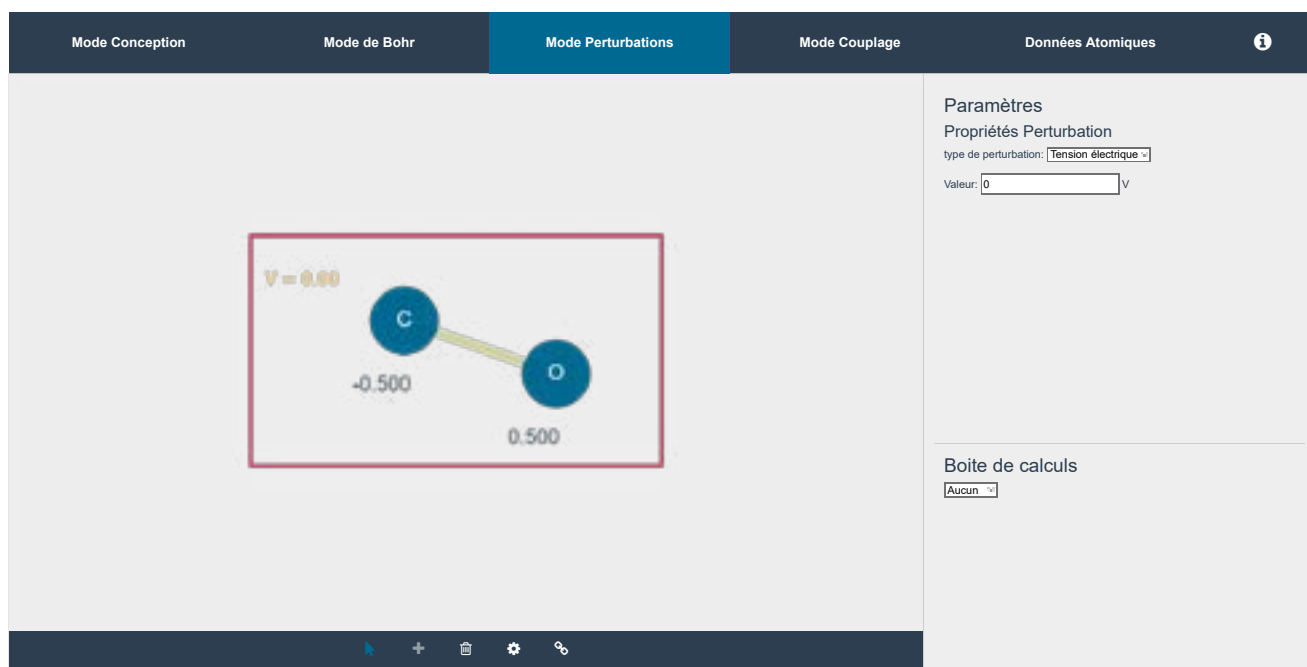 Mode Conception Mode de Bohr Mode Perturbations Mode Couplage Données Atomiques
Paramètres
Propriétés Perturbation
type de perturbation: Tension électrique
Valeur: 0 V
V = 0.00
C
O
-0.500
0.500
Boite de calculs
Aucun